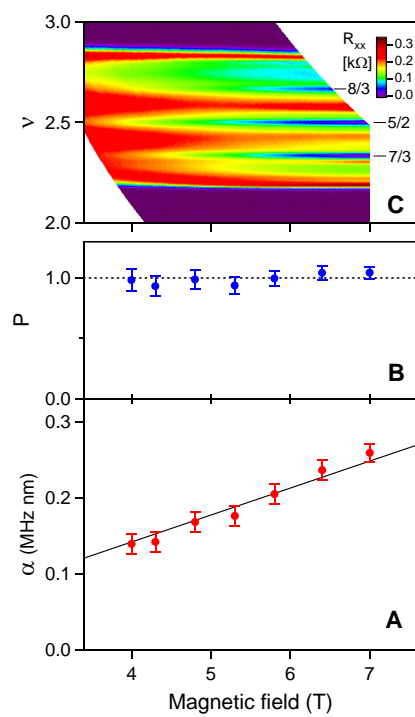 3.0
R_xx
[kΩ]
0.3
0.2
0.1
0.0
8/3
ν
2.5
5/2
7/3
2.0
C
1.0
P
B
0.0
0.3
α (MHz nm)
0.2
0.1
A
0.0
4
5
6
7
Magnetic field (T)